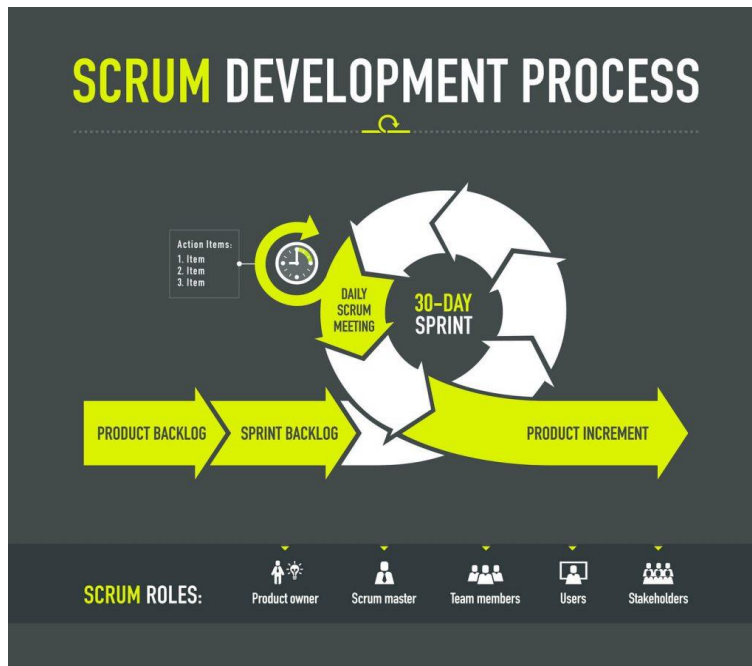 SCRUM DEVELOPMENT PROCESS
Action Items:
1. Item
2. Item
3. Item
DAILY
SCRUM
MEETING
30-DAY
SPRINT
PRODUCT BACKLOG
SPRINT BACKLOG
PRODUCT INCREMENT
SCRUM ROLES:
Product owner
Scrum master
Team members
Users
Stakeholders